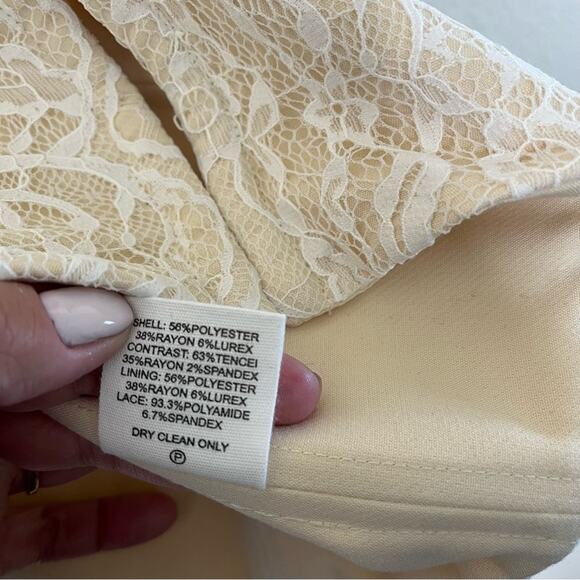 SHELL: 56%POLYESTER
38%RAYON 6%LUREX
CONTRAST: 63%TENCEI
35%RAYON 2%SPANDEX
LINING: 56%POLYESTER
38%RAYON 6%LUREX
LACE: 93.3%POLYAMIDE
6.7%SPANDEX
DRY CLEAN ONLY
P